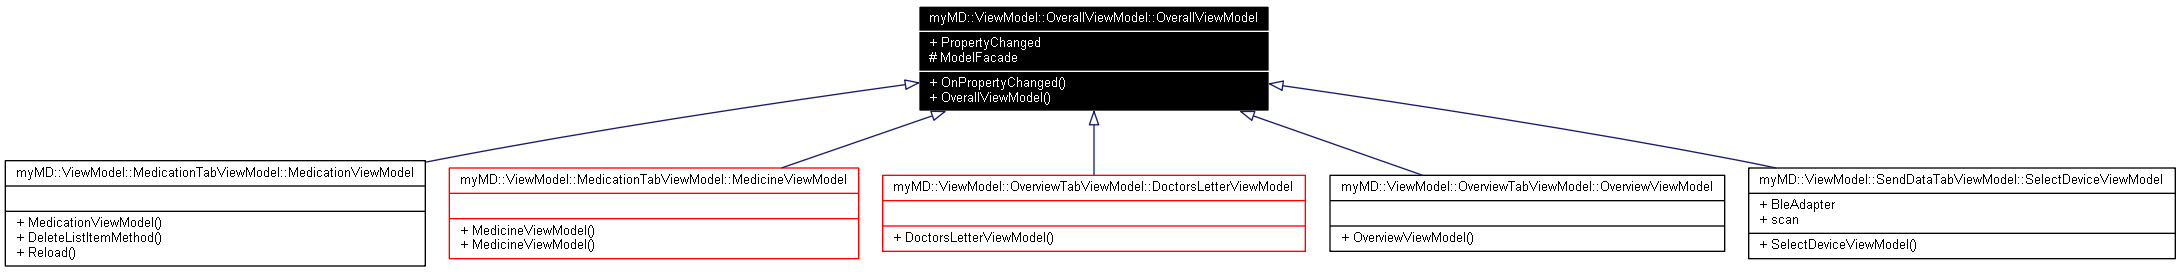 myMD::ViewModel::OverallViewModel::OverallViewModel
+ PropertyChanged
# ModelFacade
+ OnPropertyChanged()
+ OverallViewModel()
myMD::ViewModel::MedicationTabViewModel::MedicationViewModel
+ MedicationViewModel()
+ DeleteListItemMethod()
+ Reload()
myMD::ViewModel::MedicationTabViewModel::MedicineViewModel
+ MedicineViewModel()
+ MedicineViewModel()
myMD::ViewModel::OverviewTabViewModel::DoctorsLetterViewModel
+ DoctorsLetterViewModel()
myMD::ViewModel::OverviewTabViewModel::OverviewViewModel
+ OverviewViewModel()
myMD::ViewModel::SendDataTabViewModel::SelectDeviceViewModel
+ BleAdapter
+ scan
+ SelectDeviceViewModel()